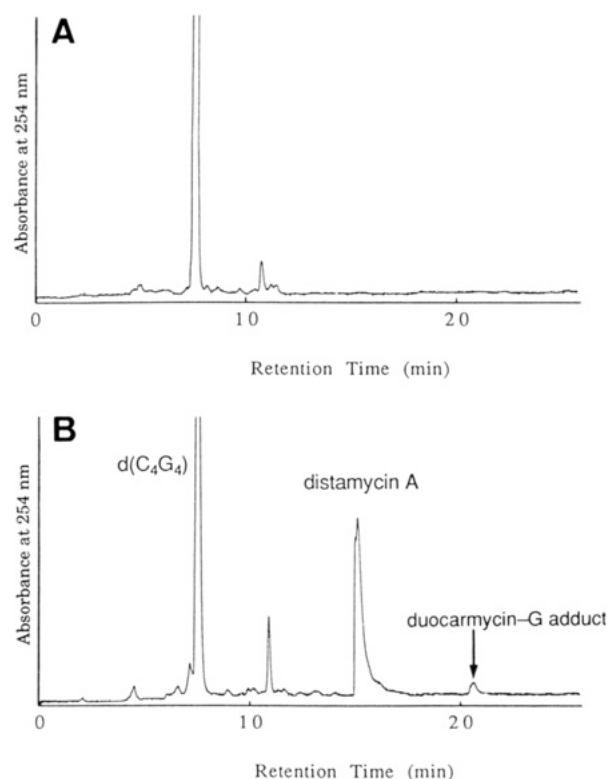 A
Absorbance at 254 nm
0
10
20
Retention Time (min)
B
d(C₄G₄)
distamycin A
duocarmycin–G adduct
Absorbance at 254 nm
0
10
20
Retention Time (min)